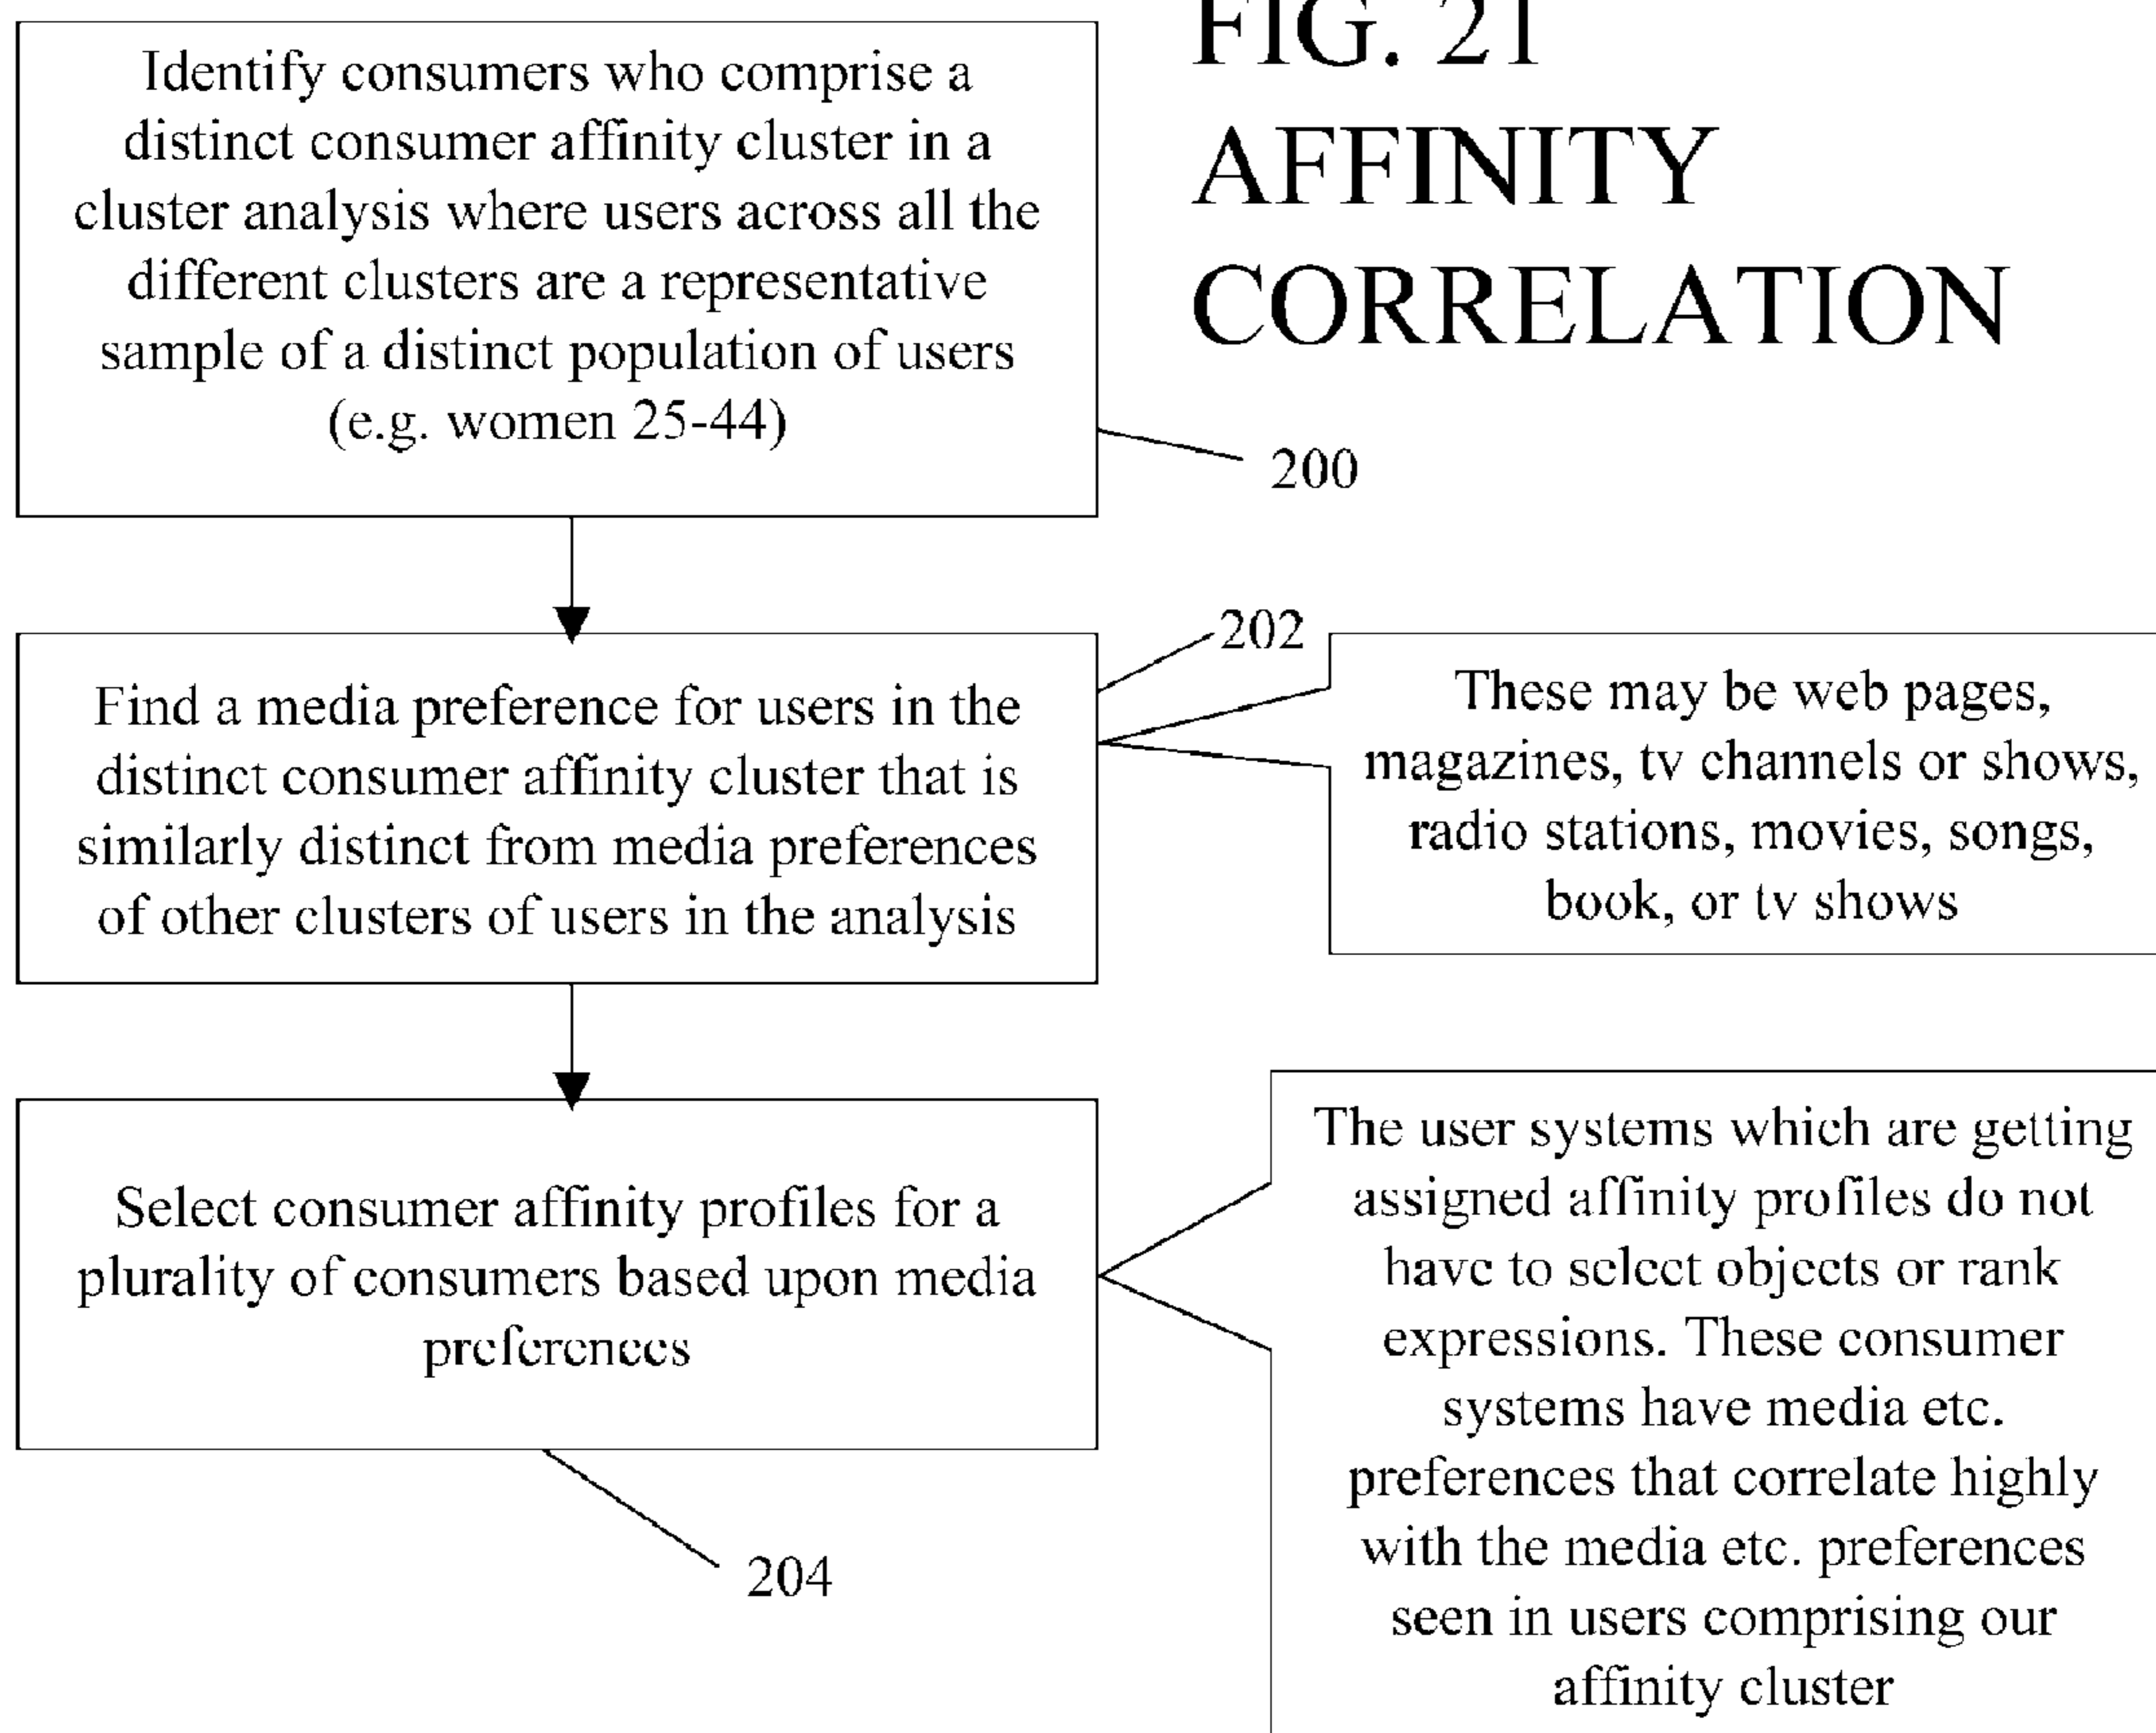 FIG. 21
AFFINITY
CORRELATION
Identify consumers who comprise a
distinct consumer affinity cluster in a
cluster analysis where users across all the
different clusters are a representative
sample of a distinct population of users
(e.g. women 25-44)
200
202
Find a media preference for users in the
distinct consumer affinity cluster that is
similarly distinct from media preferences
of other clusters of users in the analysis
These may be web pages,
magazines, tv channels or shows,
radio stations, movies, songs,
book, or tv shows
Select consumer affinity profiles for a
plurality of consumers based upon media
preferences
204
The user systems which are getting
assigned affinity profiles do not
have to select objects or rank
expressions. These consumer
systems have media etc.
preferences that correlate highly
with the media etc. preferences
seen in users comprising our
affinity cluster